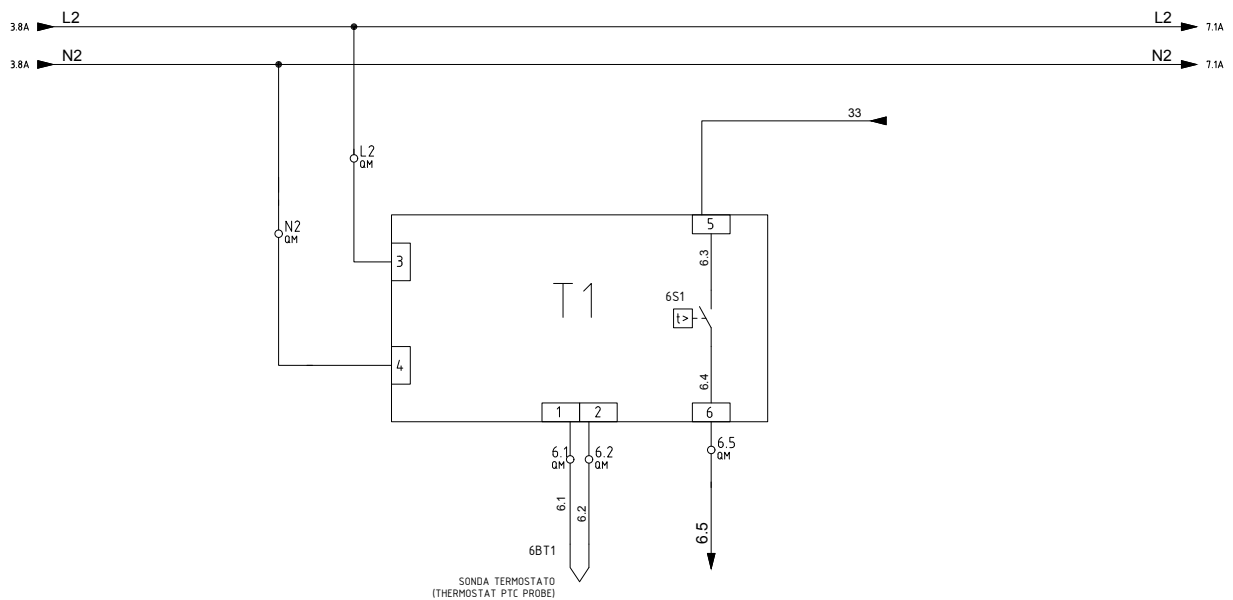 3.8A L2 L2 7.1A
3.8A N2 N2 7.1A
33
L2
QM
N2
QM
5
3
6.3
T1
6S1
t>
4
6.4
1 2 6
6.1
QM
6.2
QM
6.5
QM
6.1
6.2
6.5
6BT1
SONDA TERMOSTATO
(THERMOSTAT PTC PROBE)